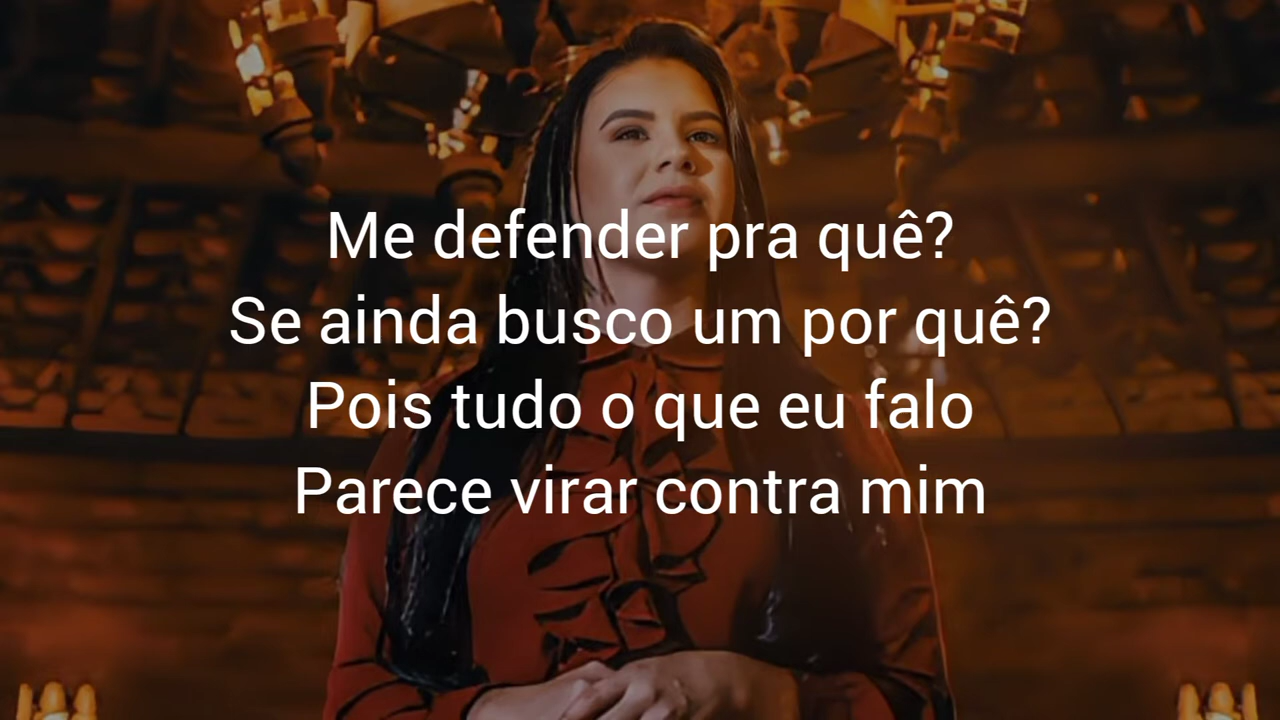 Me defender pra quê?
Se ainda busco um por quê?
Pois tudo o que eu falo
Parece virar contra mim